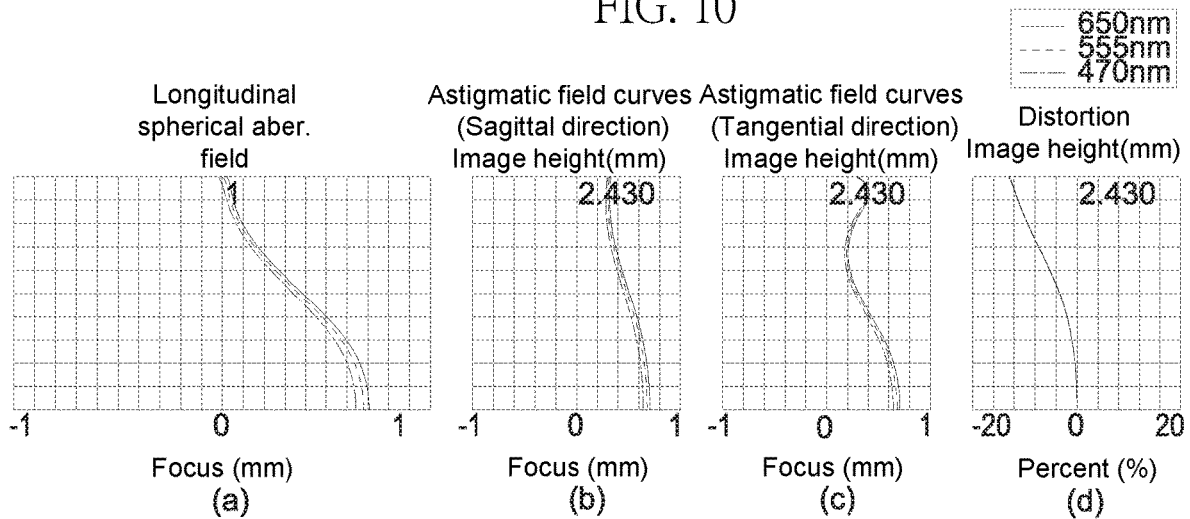 FIG. 10
650nm
555nm
470nm
Longitudinal
spherical aber.
field
1
-1 0 1
Focus (mm)
(a)
Astigmatic field curves
(Sagittal direction)
Image height(mm)
2.430
-1 0 1
Focus (mm)
(b)
Astigmatic field curves
(Tangential direction)
Image height(mm)
2.430
-1 0 1
Focus (mm)
(c)
Distortion
Image height(mm)
2.430
-20 0 20
Percent (%)
(d)